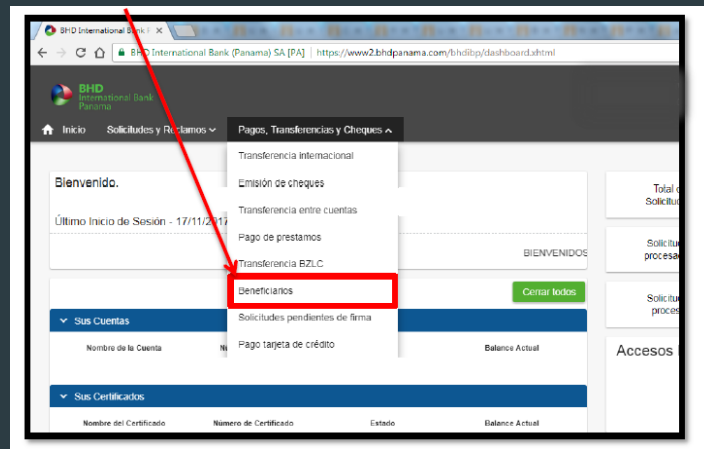 BHD International Bank
BHD International Bank (Panama) SA [PA] | https://www2.bhdpanama.com/bhdibp/dashboard.xhtml
BHD
International Bank
Panama
Inicio Solicitudes y Reclamos Pagos, Transferencias y Cheques
Transferencia internacional
Bienvenido.
Emisión de cheques
Total
Solicitud
Transferencia entre cuentas
Último Inicio de Sesión - 17/11/2017
Pago de prestamos
BIENVENIDOS
Solicitu
procesa
Transferencia BZLC
Beneficiarios
Cerrar todos
Solicitu
proces
Solicitudes pendientes de firma
Sus Cuentas
Nombre de la Cuenta
Pago tarjeta de crédito
Balance Actual
Accesos
Sus Certificados
Nombre del Certificado Número de Certificado Estado Balance Actual